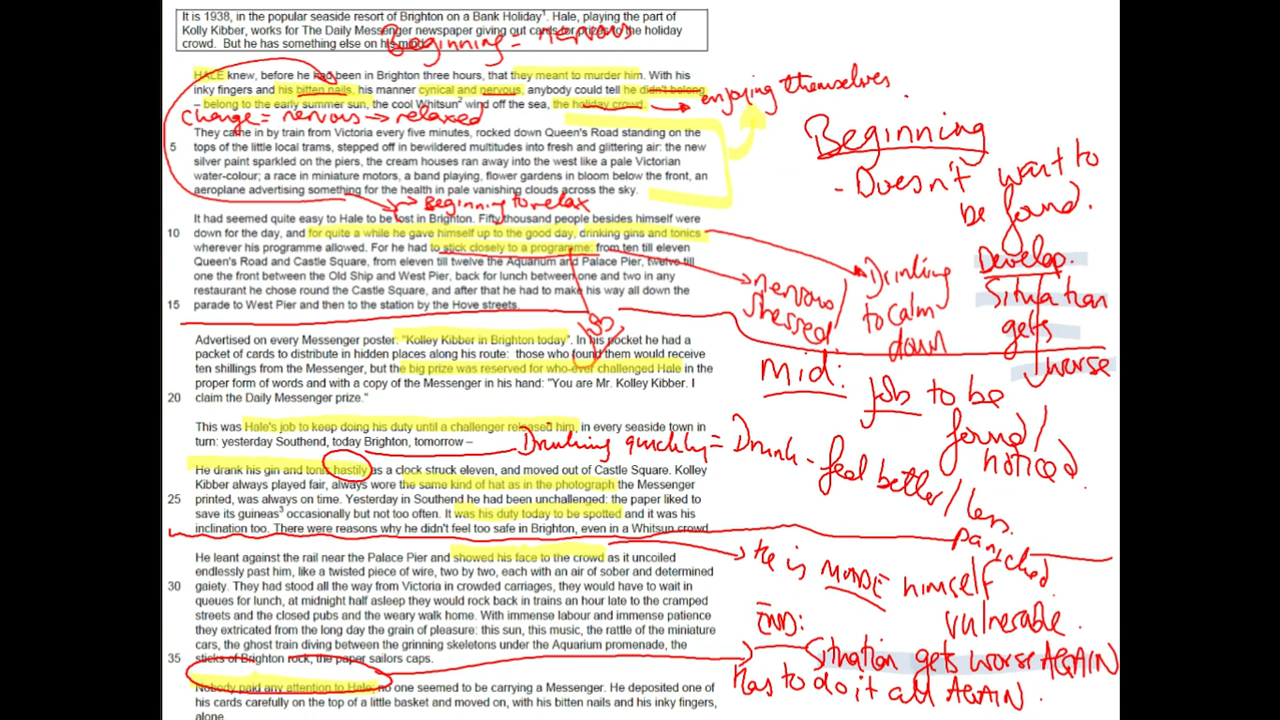 It is 1938, in the popular seaside resort of Brighton on a Bank Holiday¹. Hale, playing the part of
Kolly Kibber, works for The Daily Messenger newspaper giving out cards for prizes to the holiday
crowd. But he has something else on his mind.
Beginning = nervous
HALE knew, before he had been in Brighton three hours, that they meant to murder him. With his
inky fingers and his bitten nails, his manner cynical and nervous, anybody could tell he didn't belong
– belong to the early summer sun, the cool Whitsun² wind off the sea, the holiday crowd.
enjoying themselves.
change = nervous → relaxed
They came in by train from Victoria every five minutes, rocked down Queen's Road standing on the
5 tops of the little local trams, stepped off in bewildered multitudes into fresh and glittering air: the new
silver paint sparkled on the piers, the cream houses ran away into the west like a pale Victorian
water-colour; a race in miniature motors, a band playing, flower gardens in bloom below the front, an
aeroplane advertising something for the health in pale vanishing clouds across the sky.
Beginning to relax
It had seemed quite easy to Hale to be lost in Brighton. Fifty thousand people besides himself were
10 down for the day, and for quite a while he gave himself up to the good day, drinking gins and tonics
wherever his programme allowed. For he had to stick closely to a programme: from ten till eleven
Queen's Road and Castle Square, from eleven till twelve the Aquarium and Palace Pier, twelve till
one the front between the Old Ship and West Pier, back for lunch between one and two in any
restaurant he chose round the Castle Square, and after that he had to make his way all down the
15 parade to West Pier and then to the station by the Hove streets.
Beginning
- Doesn't want to
be found.
Develop.
Situation
gets
worse
nervous
stressed
Drinking
to calm
down
Job
Advertised on every Messenger poster. "Kolley Kibber in Brighton today". In his pocket he had a
packet of cards to distribute in hidden places along his route: those who found them would receive
ten shillings from the Messenger, but the big prize was reserved for who-ever challenged Hale in the
proper form of words and with a copy of the Messenger in his hand: "You are Mr. Kolley Kibber. I
20 claim the Daily Messenger prize."
Mid: job to be
found/
noticed
This was Hale's job to keep doing his duty until a challenger released him, in every seaside town in
turn: yesterday Southend, today Brighton, tomorrow –
Drinking quickly = Drunk - feel better/ less
panicked
He drank his gin and tonic hastily as a clock struck eleven, and moved out of Castle Square. Kolley
Kibber always played fair, always wore the same kind of hat as in the photograph the Messenger
25 printed, was always on time. Yesterday in Southend he had been unchallenged: the paper liked to
save its guineas³ occasionally but not too often. It was his duty today to be spotted and it was his
inclination too. There were reasons why he didn't feel too safe in Brighton, even in a Whitsun crowd
He leant against the rail near the Palace Pier and showed his face to the crowd as it uncoiled
endlessly past him, like a twisted piece of wire, two by two, each with an air of sober and determined
30 gaiety. They had stood all the way from Victoria in crowded carriages, they would have to wait in
queues for lunch, at midnight half asleep they would rock back in trains an hour late to the cramped
streets and the closed pubs and the weary walk home. With immense labour and immense patience
they extricated from the long day the grain of pleasure: this sun, this music, the rattle of the miniature
cars, the ghost train diving between the grinning skeletons under the Aquarium promenade, the
35 sticks of Brighton rock, the paper sailors caps.
He is MADE himself
vulnerable.
END:
Situation gets worse AGAIN
Has to do it all AGAIN.
Nobody paid any attention to Hale; no one seemed to be carrying a Messenger. He deposited one of
his cards carefully on the top of a little basket and moved on, with his bitten nails and his inky fingers,
alone.